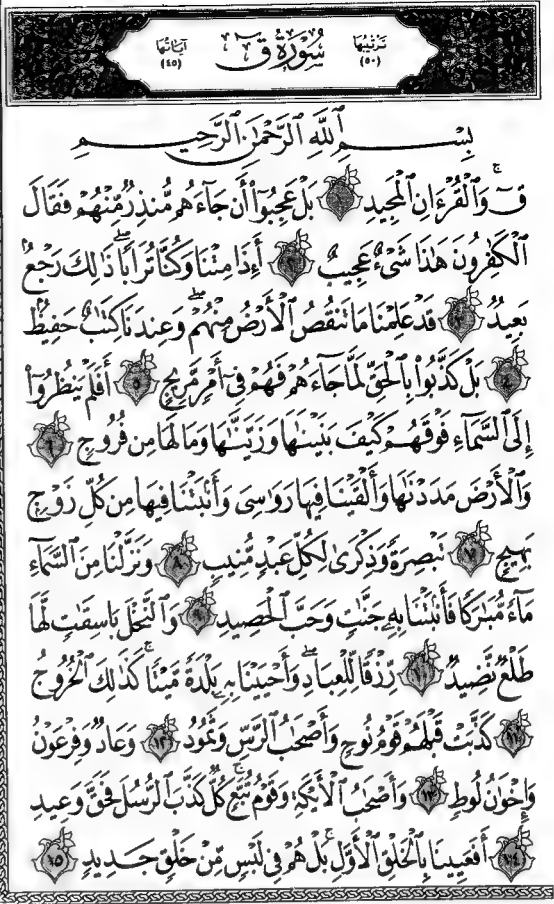 ترتيبها (٥٠) سُورَةُ قٓ آياتها (٤٥)
بِسْمِ ٱللَّهِ ٱلرَّحْمَٰنِ ٱلرَّحِيمِ
قٓۚ وَٱلْقُرْءَانِ ٱلْمَجِيدِ ١ بَلْ عَجِبُوٓا۟ أَن جَآءَهُم مُّنذِرٌ مِّنْهُمْ فَقَالَ
ٱلْكَٰفِرُونَ هَٰذَا شَىْءٌ عَجِيبٌ ٢ أَءِذَا مِتْنَا وَكُنَّا تُرَابًاۖ ذَٰلِكَ رَجْعٌۢ
بَعِيدٌ ٣ قَدْ عَلِمْنَا مَا تَنقُصُ ٱلْأَرْضُ مِنْهُمْۖ وَعِندَنَا كِتَٰبٌ حَفِيظٌۢ
٤ بَلْ كَذَّبُوا۟ بِٱلْحَقِّ لَمَّا جَآءَهُمْ فَهُمْ فِىٓ أَمْرٍ مَّرِيجٍ ٥ أَفَلَمْ يَنظُرُوٓا۟
إِلَى ٱلسَّمَآءِ فَوْقَهُمْ كَيْفَ بَنَيْنَٰهَا وَزَيَّنَّٰهَا وَمَا لَهَا مِن فُرُوجٍ ٦
وَٱلْأَرْضَ مَدَدْنَٰهَا وَأَلْقَيْنَا فِيهَا رَوَٰسِىَ وَأَنۢبَتْنَا فِيهَا مِن كُلِّ زَوْجٍۭ
بَهِيجٍ ٧ تَبْصِرَةً وَذِكْرَىٰ لِكُلِّ عَبْدٍ مُّنِيبٍ ٨ وَنَزَّلْنَا مِنَ ٱلسَّمَآءِ
مَآءً مُّبَٰرَكًا فَأَنۢبَتْنَا بِهِۦ جَنَّٰتٍ وَحَبَّ ٱلْحَصِيدِ ٩ وَٱلنَّخْلَ بَاسِقَٰتٍ لَّهَا
طَلْعٌ نَّضِيدٌ ١٠ رِّزْقًا لِّلْعِبَادِۖ وَأَحْيَيْنَا بِهِۦ بَلْدَةً مَّيْتًاۚ كَذَٰلِكَ ٱلْخُرُوجُ
١١ كَذَّبَتْ قَبْلَهُمْ قَوْمُ نُوحٍ وَأَصْحَٰبُ ٱلرَّسِّ وَثَمُودُ ١٢ وَعَادٌ وَفِرْعَوْنُ
وَإِخْوَٰنُ لُوطٍ ١٣ وَأَصْحَٰبُ ٱلْأَيْكَةِ وَقَوْمُ تُبَّعٍۚ كُلٌّ كَذَّبَ ٱلرُّسُلَ فَحَقَّ وَعِيدِ
١٤ أَفَعَيِينَا بِٱلْخَلْقِ ٱلْأَوَّلِۚ بَلْ هُمْ فِى لَبْسٍ مِّنْ خَلْقٍ جَدِيدٍ ١٥